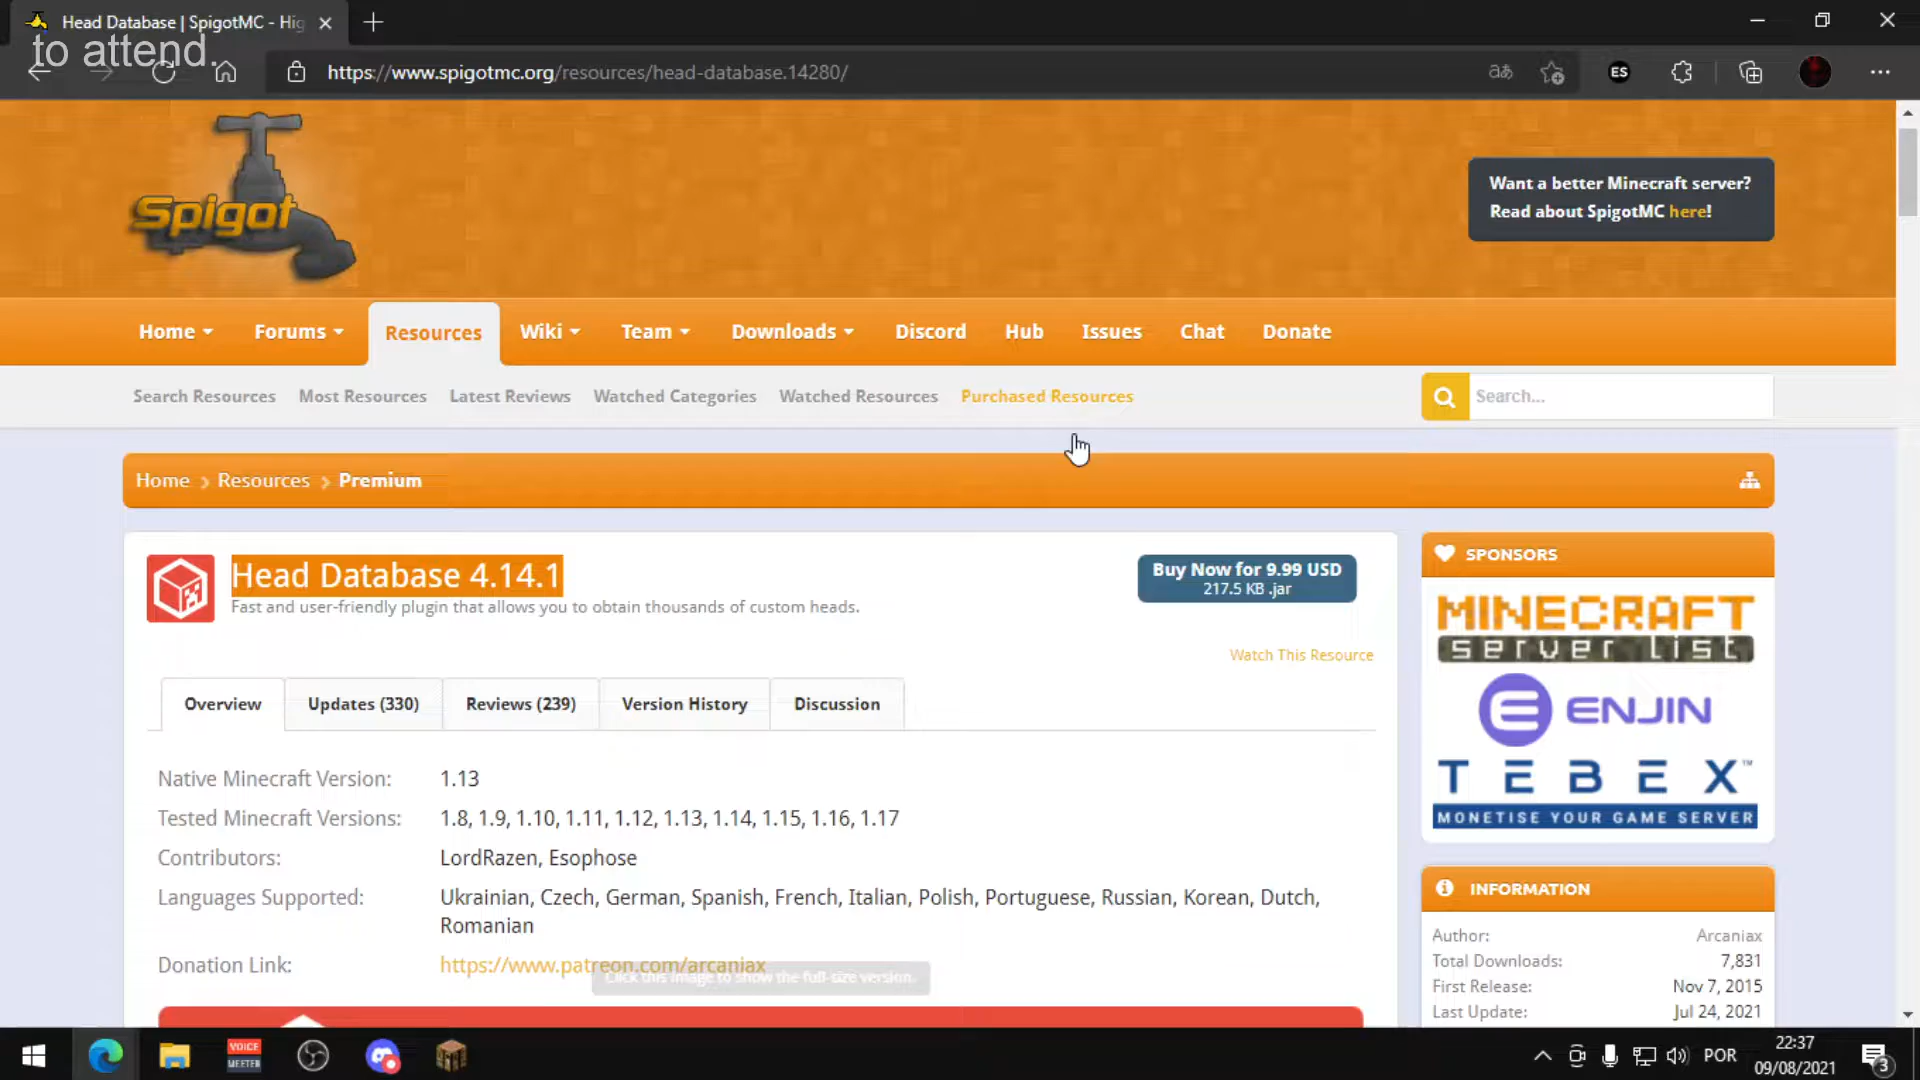 Head Database | SpigotMC - Hig
to attend.
https://www.spigotmc.org/resources/head-database.14280/
aあ
ES
Spigot
Want a better Minecraft server?
Read about SpigotMC here!
Home
Forums
Resources
Wiki
Team
Downloads
Discord
Hub
Issues
Chat
Donate
Search Resources
Most Resources
Latest Reviews
Watched Categories
Watched Resources
Purchased Resources
Search...
Home
Resources
Premium
Head Database 4.14.1
Fast and user-friendly plugin that allows you to obtain thousands of custom heads.
Buy Now for 9.99 USD
217.5 KB .jar
Watch This Resource
Overview
Updates (330)
Reviews (239)
Version History
Discussion
Native Minecraft Version: 1.13
Tested Minecraft Versions: 1.8, 1.9, 1.10, 1.11, 1.12, 1.13, 1.14, 1.15, 1.16, 1.17
Contributors: LordRazen, Esophose
Languages Supported: Ukrainian, Czech, German, Spanish, French, Italian, Polish, Portuguese, Russian, Korean, Dutch,
Romanian
Donation Link: https://www.patreon.com/arcaniax
Click this image to show the full-size version.
SPONSORS
MINECRAFT
server list
ENJIN
TEBEX™
MONETISE YOUR GAME SERVER
INFORMATION
Author: Arcaniax
Total Downloads: 7,831
First Release: Nov 7, 2015
Last Update: Jul 24, 2021
VOICE
MEETER
POR
22:37
09/08/2021
3